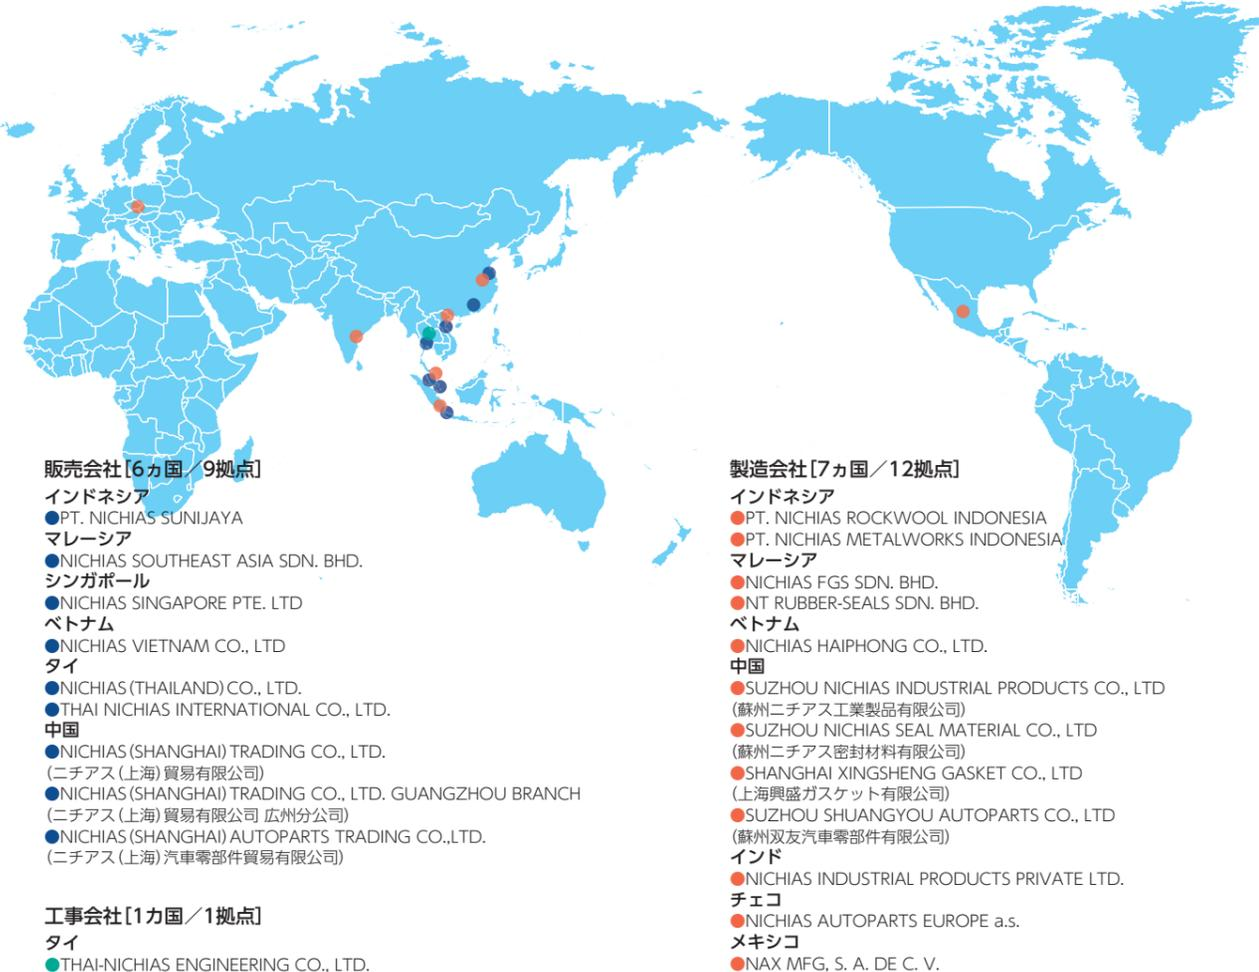 販売会社［6ヵ国／9拠点］
インドネシア
●PT. NICHIAS SUNIJAYA
マレーシア
●NICHIAS SOUTHEAST ASIA SDN. BHD.
シンガポール
●NICHIAS SINGAPORE PTE. LTD
ベトナム
●NICHIAS VIETNAM CO., LTD
タイ
●NICHIAS (THAILAND) CO., LTD.
●THAI NICHIAS INTERNATIONAL CO., LTD.
中国
●NICHIAS (SHANGHAI) TRADING CO., LTD.
（ニチアス（上海）貿易有限公司）
●NICHIAS (SHANGHAI) TRADING CO., LTD. GUANGZHOU BRANCH
（ニチアス（上海）貿易有限公司 広州分公司）
●NICHIAS (SHANGHAI) AUTOPARTS TRADING CO.,LTD.
（ニチアス（上海）汽車零部件貿易有限公司）
工事会社［1カ国／1拠点］
タイ
●THAI-NICHIAS ENGINEERING CO., LTD.
製造会社［7ヵ国／12拠点］
インドネシア
●PT. NICHIAS ROCKWOOL INDONESIA
●PT. NICHIAS METALWORKS INDONESIA
マレーシア
●NICHIAS FGS SDN. BHD.
●NT RUBBER-SEALS SDN. BHD.
ベトナム
●NICHIAS HAIPHONG CO., LTD.
中国
●SUZHOU NICHIAS INDUSTRIAL PRODUCTS CO., LTD
（蘇州ニチアス工業製品有限公司）
●SUZHOU NICHIAS SEAL MATERIAL CO., LTD
（蘇州ニチアス密封材料有限公司）
●SHANGHAI XINGSHENG GASKET CO., LTD
（上海興盛ガスケット有限公司）
●SUZHOU SHUANGYOU AUTOPARTS CO., LTD
（蘇州双友汽車零部件有限公司）
インド
●NICHIAS INDUSTRIAL PRODUCTS PRIVATE LTD.
チェコ
●NICHIAS AUTOPARTS EUROPE a.s.
メキシコ
●NAX MFG, S. A. DE C. V.